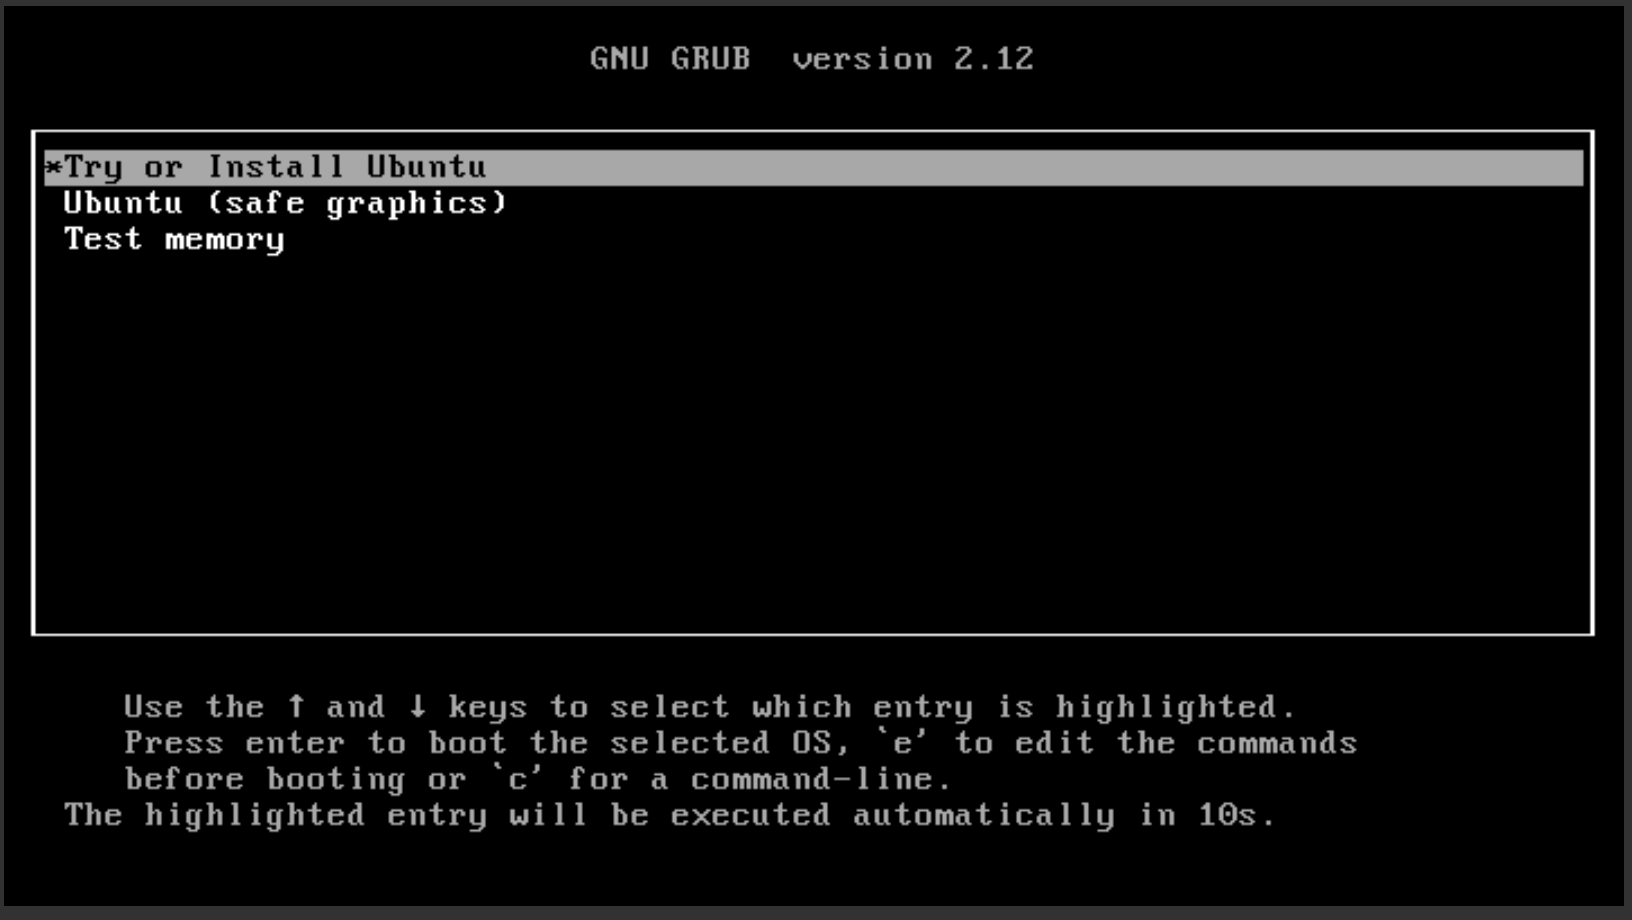 GNU GRUB  version 2.12
*Try or Install Ubuntu
Ubuntu (safe graphics)
Test memory
Use the ↑ and ↓ keys to select which entry is highlighted.
Press enter to boot the selected OS, `e' to edit the commands
before booting or `c' for a command-line.
The highlighted entry will be executed automatically in 10s.